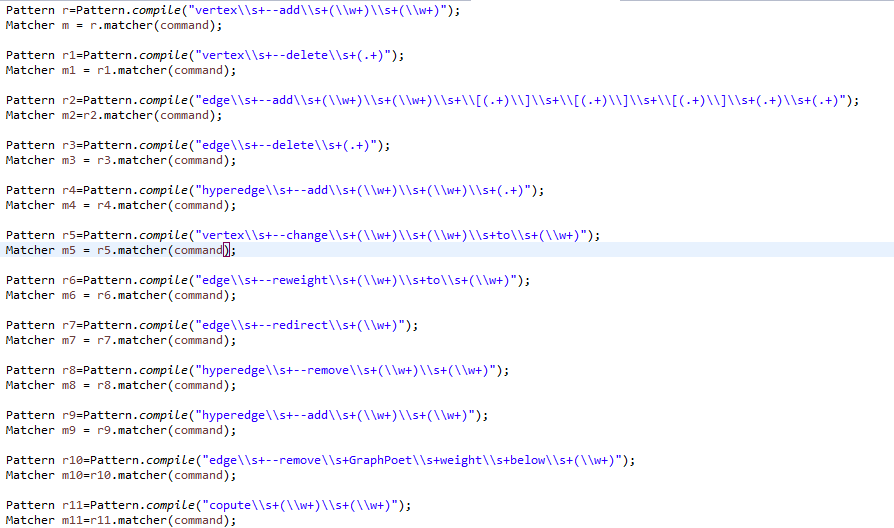 Pattern r=Pattern.compile("vertex\\s+--add\\s+(\\w+)\\s+(\\w+)");
Matcher m = r.matcher(command);
Pattern r1=Pattern.compile("vertex\\s+--delete\\s+(.+)");
Matcher m1 = r1.matcher(command);
Pattern r2=Pattern.compile("edge\\s+--add\\s+(\\w+)\\s+(\\w+)\\s+\\[(.+)\\]\\s+\\[(.+)\\]\\s+\\[(.+)\\]\\s+(.+)\\s+(.+)");
Matcher m2=r2.matcher(command);
Pattern r3=Pattern.compile("edge\\s+--delete\\s+(.+)");
Matcher m3 = r3.matcher(command);
Pattern r4=Pattern.compile("hyperedge\\s+--add\\s+(\\w+)\\s+(\\w+)\\s+(.+)");
Matcher m4 = r4.matcher(command);
Pattern r5=Pattern.compile("vertex\\s+--change\\s+(\\w+)\\s+(\\w+)\\s+to\\s+(\\w+)");
Matcher m5 = r5.matcher(command);
Pattern r6=Pattern.compile("edge\\s+--reweight\\s+(\\w+)\\s+to\\s+(\\w+)");
Matcher m6 = r6.matcher(command);
Pattern r7=Pattern.compile("edge\\s+--redirect\\s+(\\w+)");
Matcher m7 = r7.matcher(command);
Pattern r8=Pattern.compile("hyperedge\\s+--remove\\s+(\\w+)\\s+(\\w+)");
Matcher m8 = r8.matcher(command);
Pattern r9=Pattern.compile("hyperedge\\s+--add\\s+(\\w+)\\s+(\\w+)");
Matcher m9 = r9.matcher(command);
Pattern r10=Pattern.compile("edge\\s+--remove\\s+GraphPoet\\s+weight\\s+below\\s+(\\w+)");
Matcher m10=r10.matcher(command);
Pattern r11=Pattern.compile("copute\\s+(\\w+)\\s+(\\w+)");
Matcher m11=r11.matcher(command);